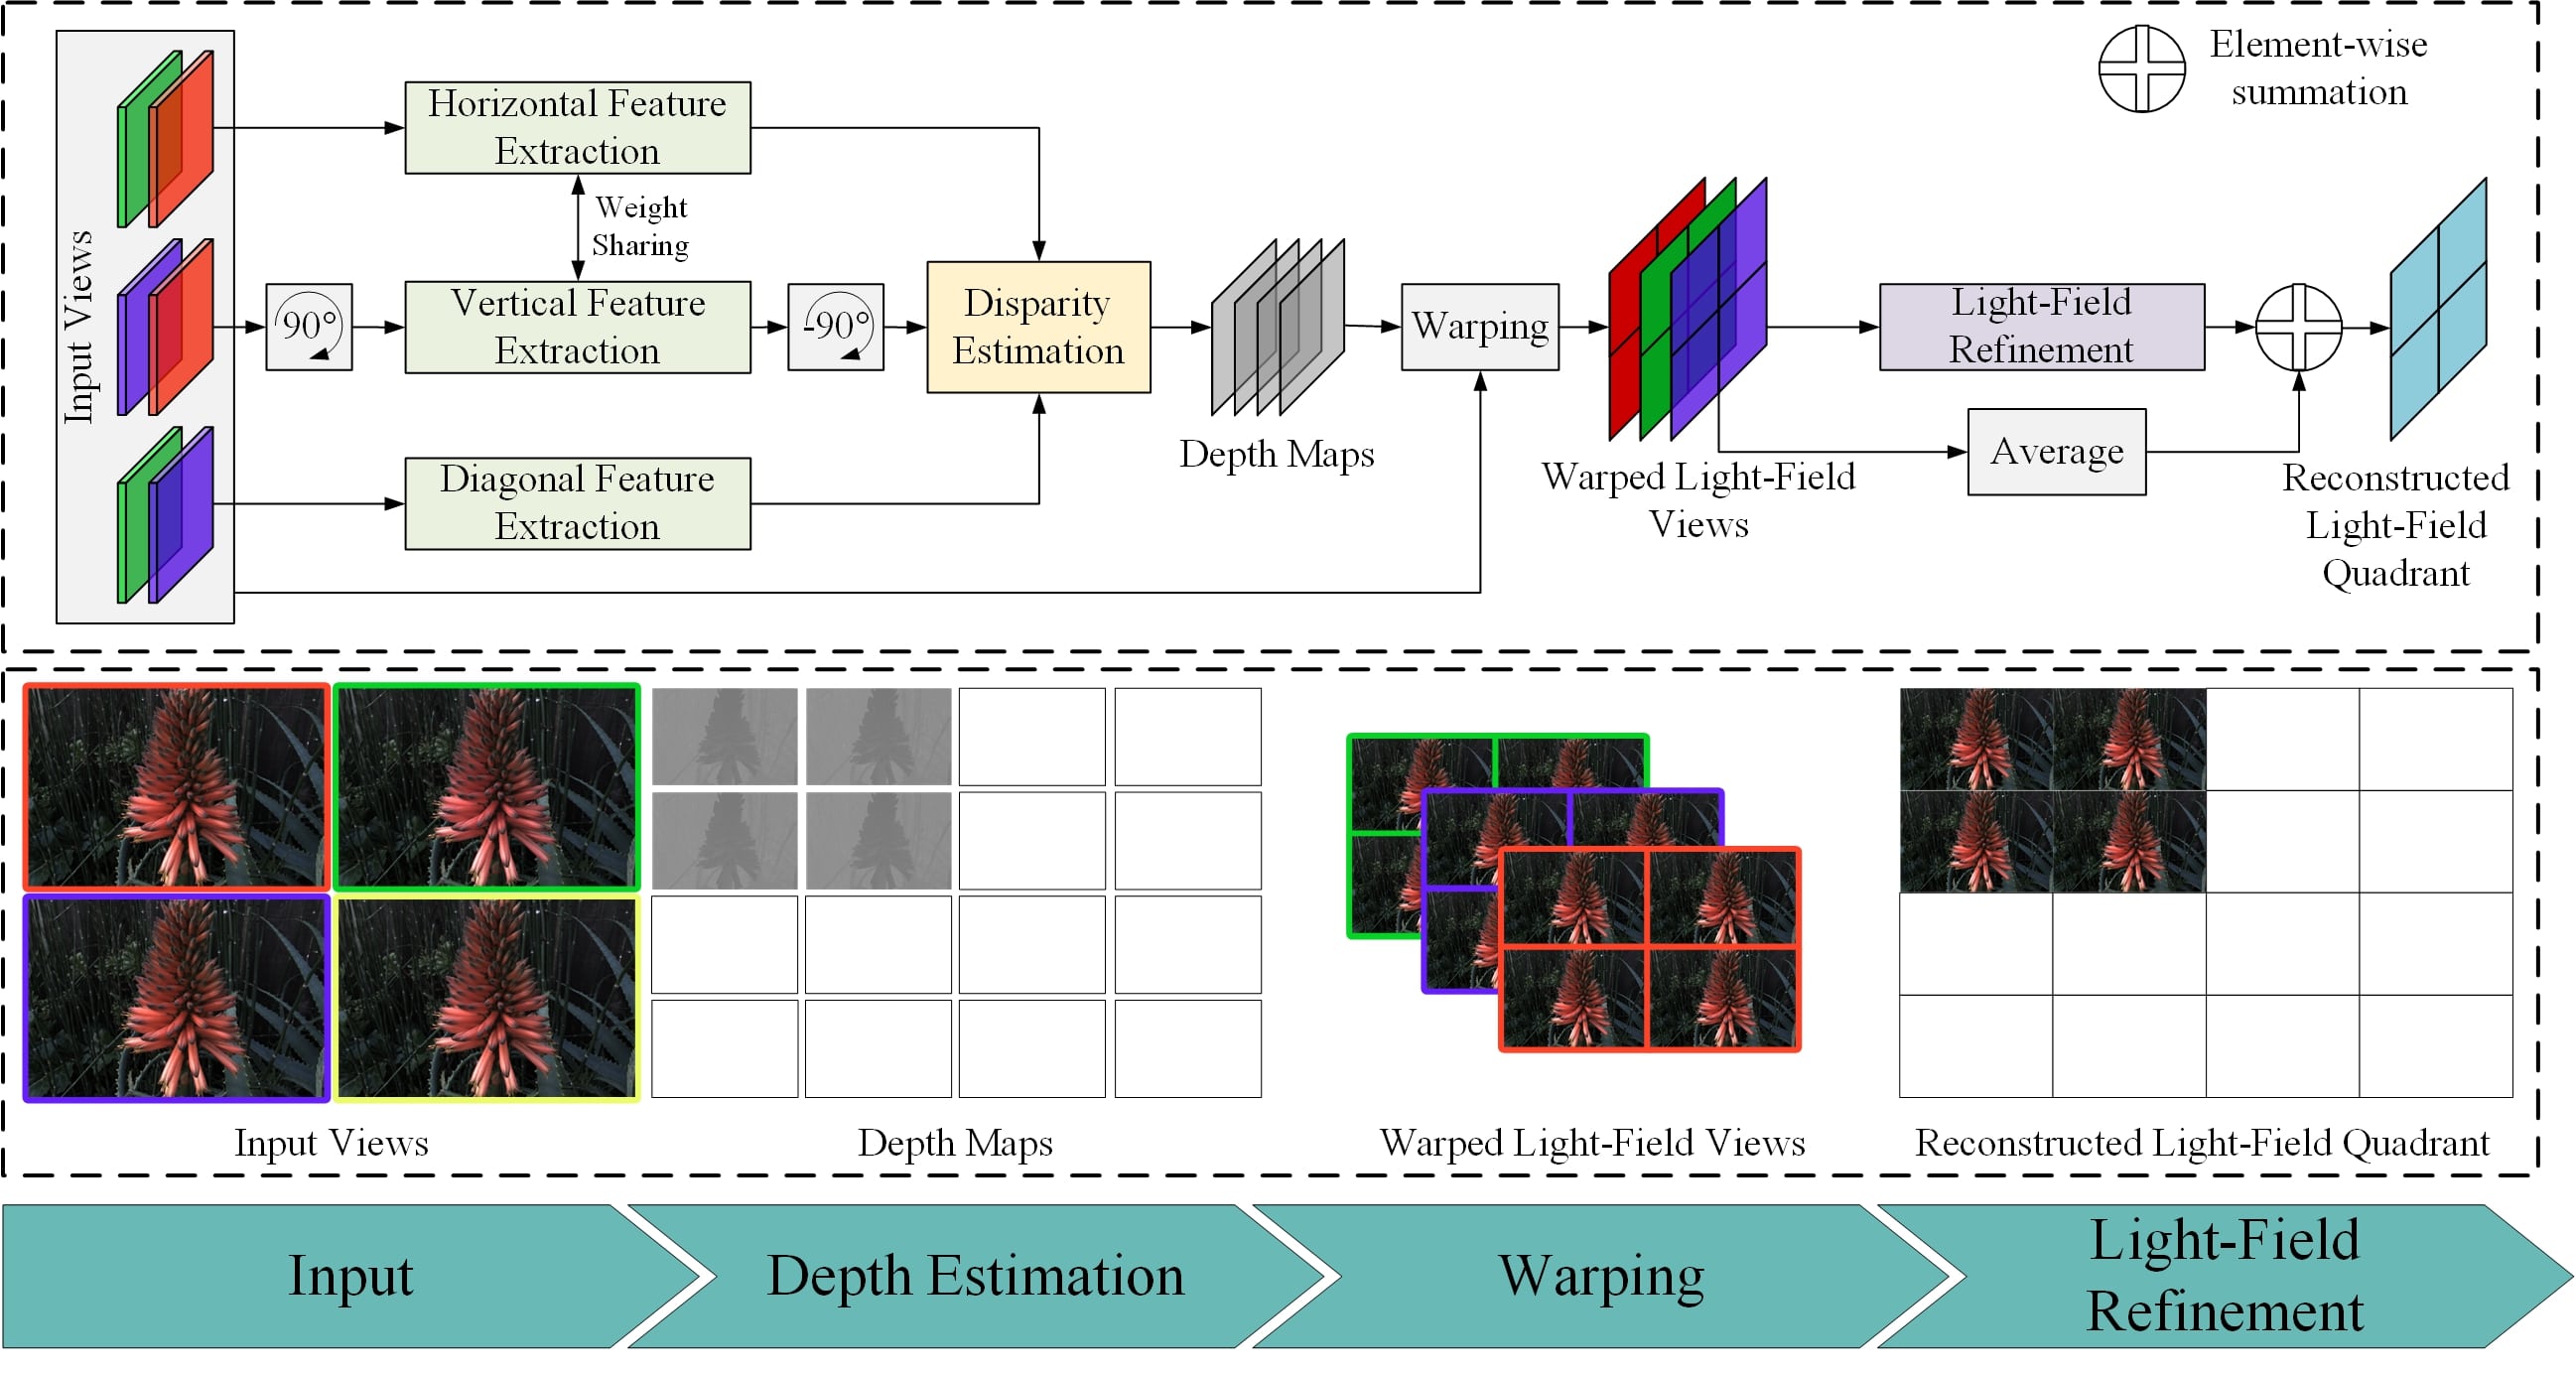 Element-wise
summation
Input Views
Horizontal Feature
Extraction
Weight
Sharing
90°
Vertical Feature
Extraction
-90°
Disparity
Estimation
Diagonal Feature
Extraction
Depth Maps
Warping
Warped Light-Field
Views
Light-Field
Refinement
Average
Reconstructed
Light-Field
Quadrant
Input Views
Depth Maps
Warped Light-Field Views
Reconstructed Light-Field Quadrant
Input
Depth Estimation
Warping
Light-Field
Refinement